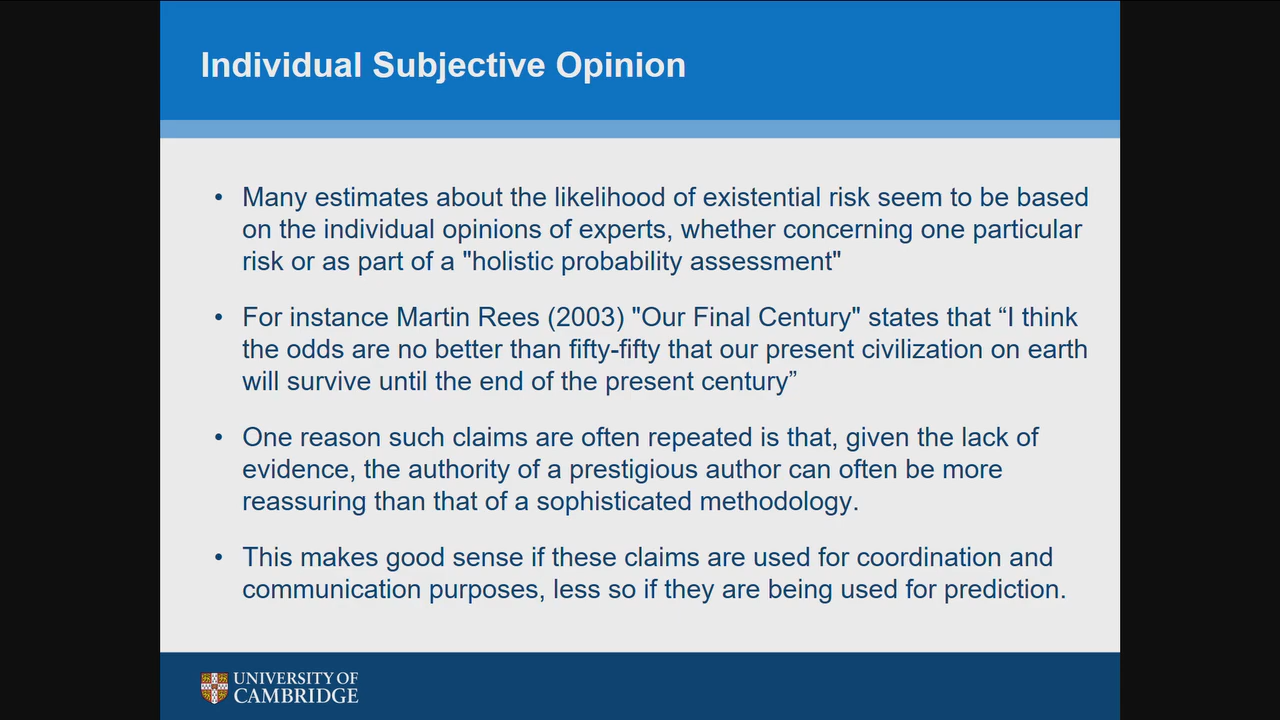 Individual Subjective Opinion
• Many estimates about the likelihood of existential risk seem to be based
on the individual opinions of experts, whether concerning one particular
risk or as part of a "holistic probability assessment"
• For instance Martin Rees (2003) "Our Final Century" states that “I think
the odds are no better than fifty-fifty that our present civilization on earth
will survive until the end of the present century”
• One reason such claims are often repeated is that, given the lack of
evidence, the authority of a prestigious author can often be more
reassuring than that of a sophisticated methodology.
• This makes good sense if these claims are used for coordination and
communication purposes, less so if they are being used for prediction.
UNIVERSITY OF
CAMBRIDGE